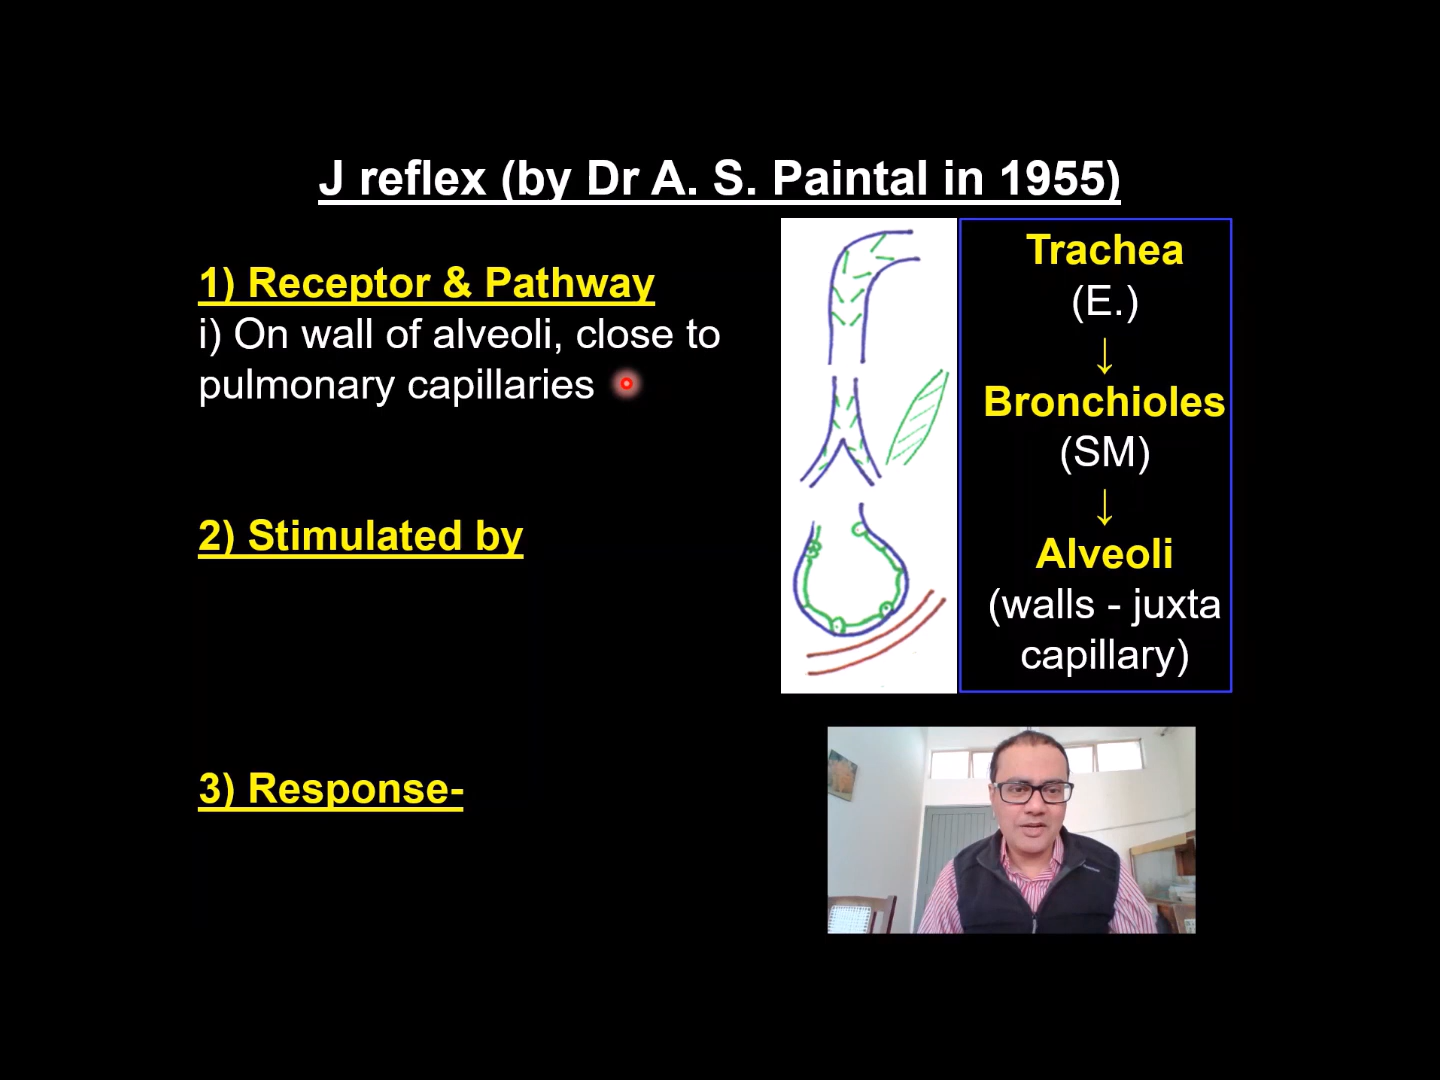 J reflex (by Dr A. S. Paintal in 1955)
1) Receptor & Pathway
i) On wall of alveoli, close to
pulmonary capillaries
2) Stimulated by
3) Response-
Trachea
(E.)
↓
Bronchioles
(SM)
↓
Alveoli
(walls - juxta
capillary)